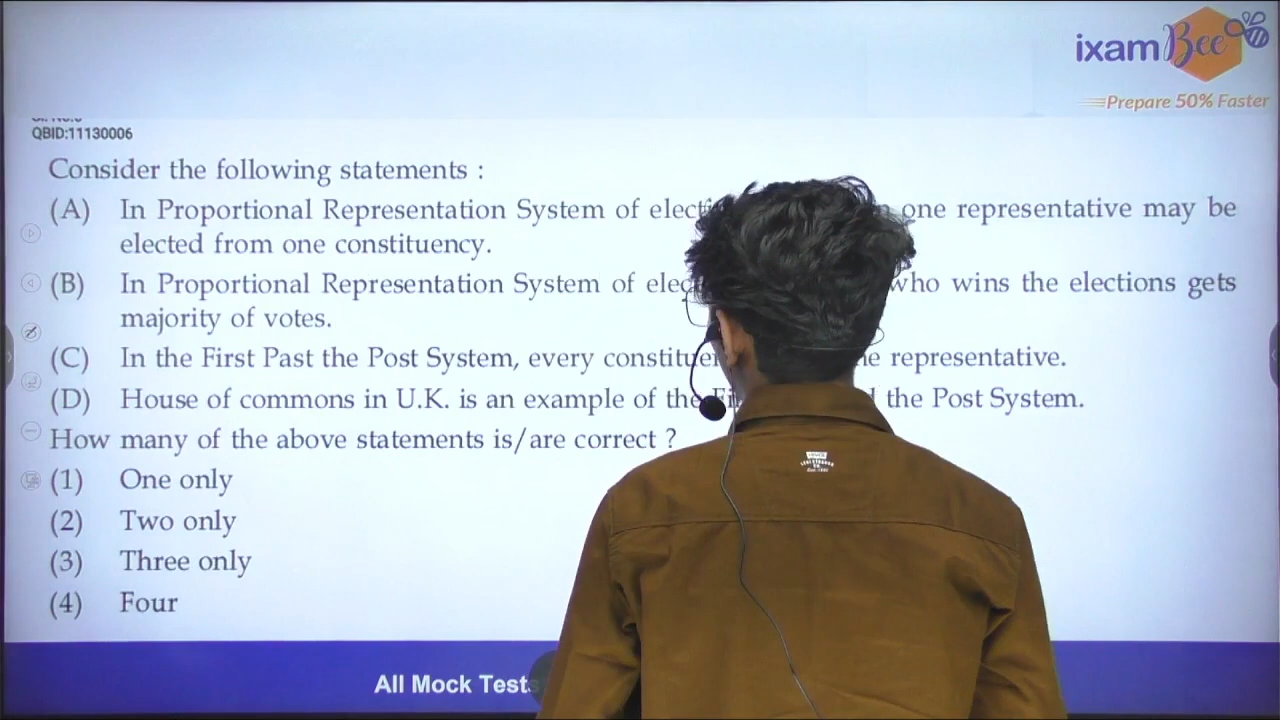 ixamBee
Prepare 50% Faster
QBID:11130006
Consider the following statements :
(A) In Proportional Representation System of one representative may be
elected from one constituency.
(B) In Proportional Representation System of who wins the elections gets
majority of votes.
(C) In the First Past the Post System, every representative.
(D) House of commons in U.K. is an example of the the Post System.
How many of the above statements is/are correct ?
(1) One only
(2) Two only
(3) Three only
(4) Four
All Mock Tests